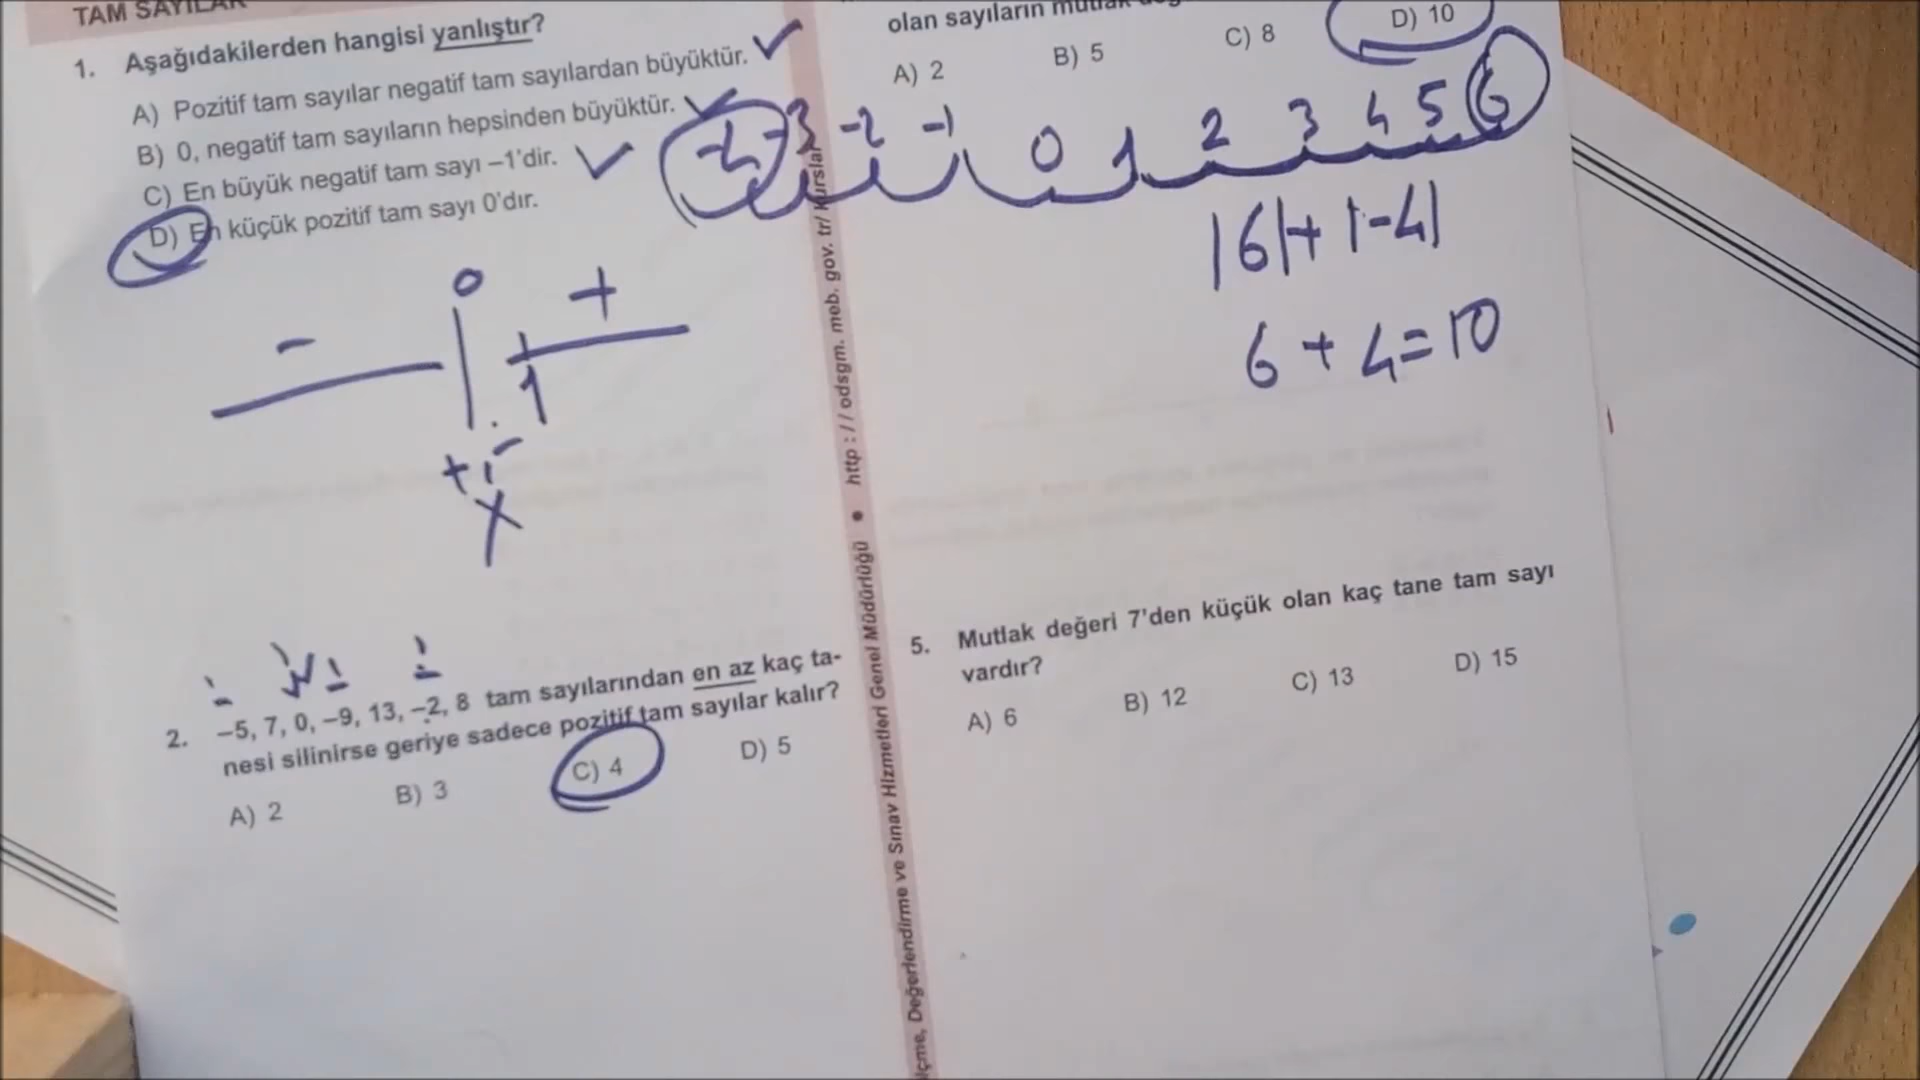 TAM SAYILAR
1. Aşağıdakilerden hangisi yanlıştır?
A) Pozitif tam sayılar negatif tam sayılardan büyüktür.
B) 0, negatif tam sayıların hepsinden büyüktür.
C) En büyük negatif tam sayı –1'dir.
D) En küçük pozitif tam sayı 0'dır.
0
- +
1
+ -
2. –5, 7, 0, –9, 13, –2, 8 tam sayılarından en az kaç ta-
nesi silinirse geriye sadece pozitif tam sayılar kalır?
A) 2 B) 3 C) 4 D) 5
http://odsgm.meb.gov.tr/Kurslar
Değerlendirme ve Sınav Hizmetleri Genel Müdürlüğü
olan sayıların
A) 2 B) 5 C) 8 D) 10
-4 -3 -2 -1 0 1 2 3 4 5 6
|6|+|-4|
6+4=10
5. Mutlak değeri 7'den küçük olan kaç tane tam sayı
vardır?
A) 6 B) 12 C) 13 D) 15